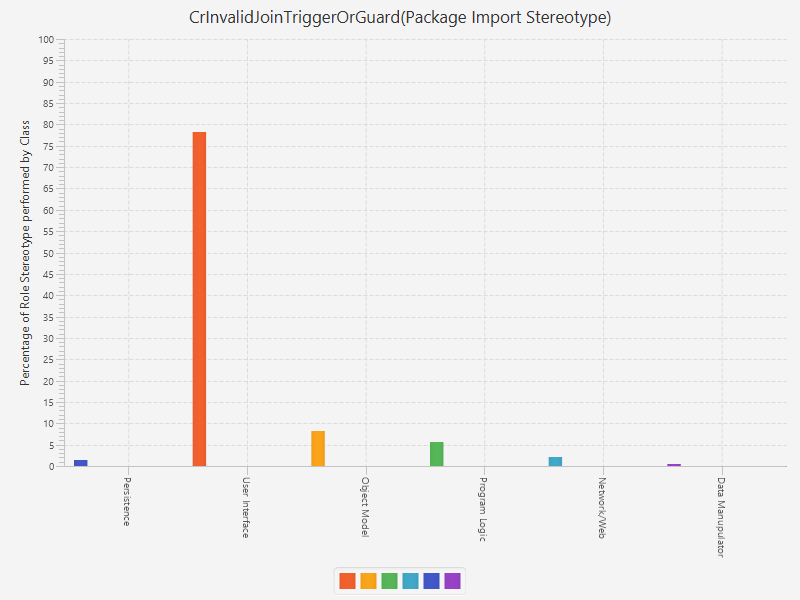 CrInvalidJoinTriggerOrGuard(Package Import Stereotype)
Percentage of Role Stereotype performed by Class
100
95
90
85
80
75
70
65
60
55
50
45
40
35
30
25
20
15
10
5
0
Persistence
User Interface
Object Model
Program Logic
Network/Web
Data Manupulator